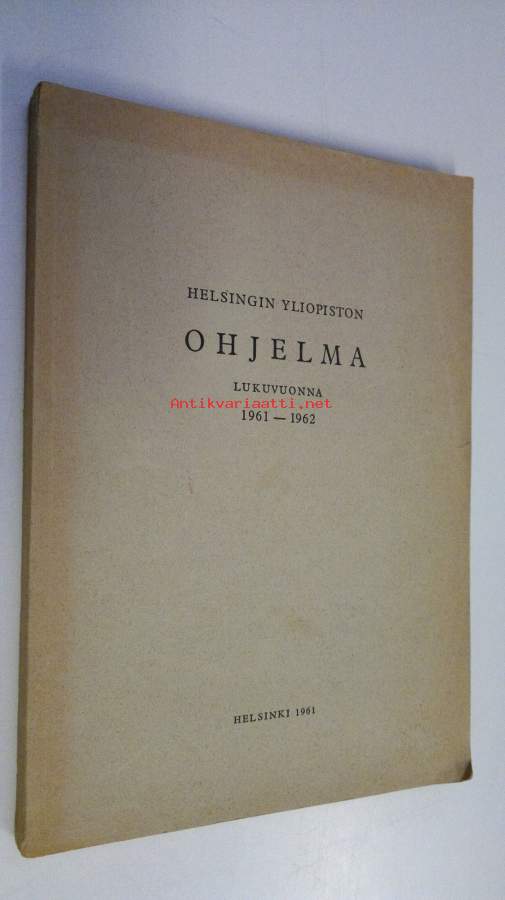 HELSINGIN YLIOPISTON
OHJELMA
LUKUVUONNA
Antikvariaatti.net
1961 — 1962
HELSINKI 1961